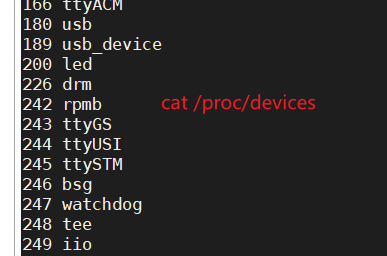 166 ttyACM
180 usb
189 usb_device
200 led
226 drm
242 rpmb
cat /proc/devices
243 ttyGS
244 ttyUSI
245 ttySTM
246 bsg
247 watchdog
248 tee
249 iio